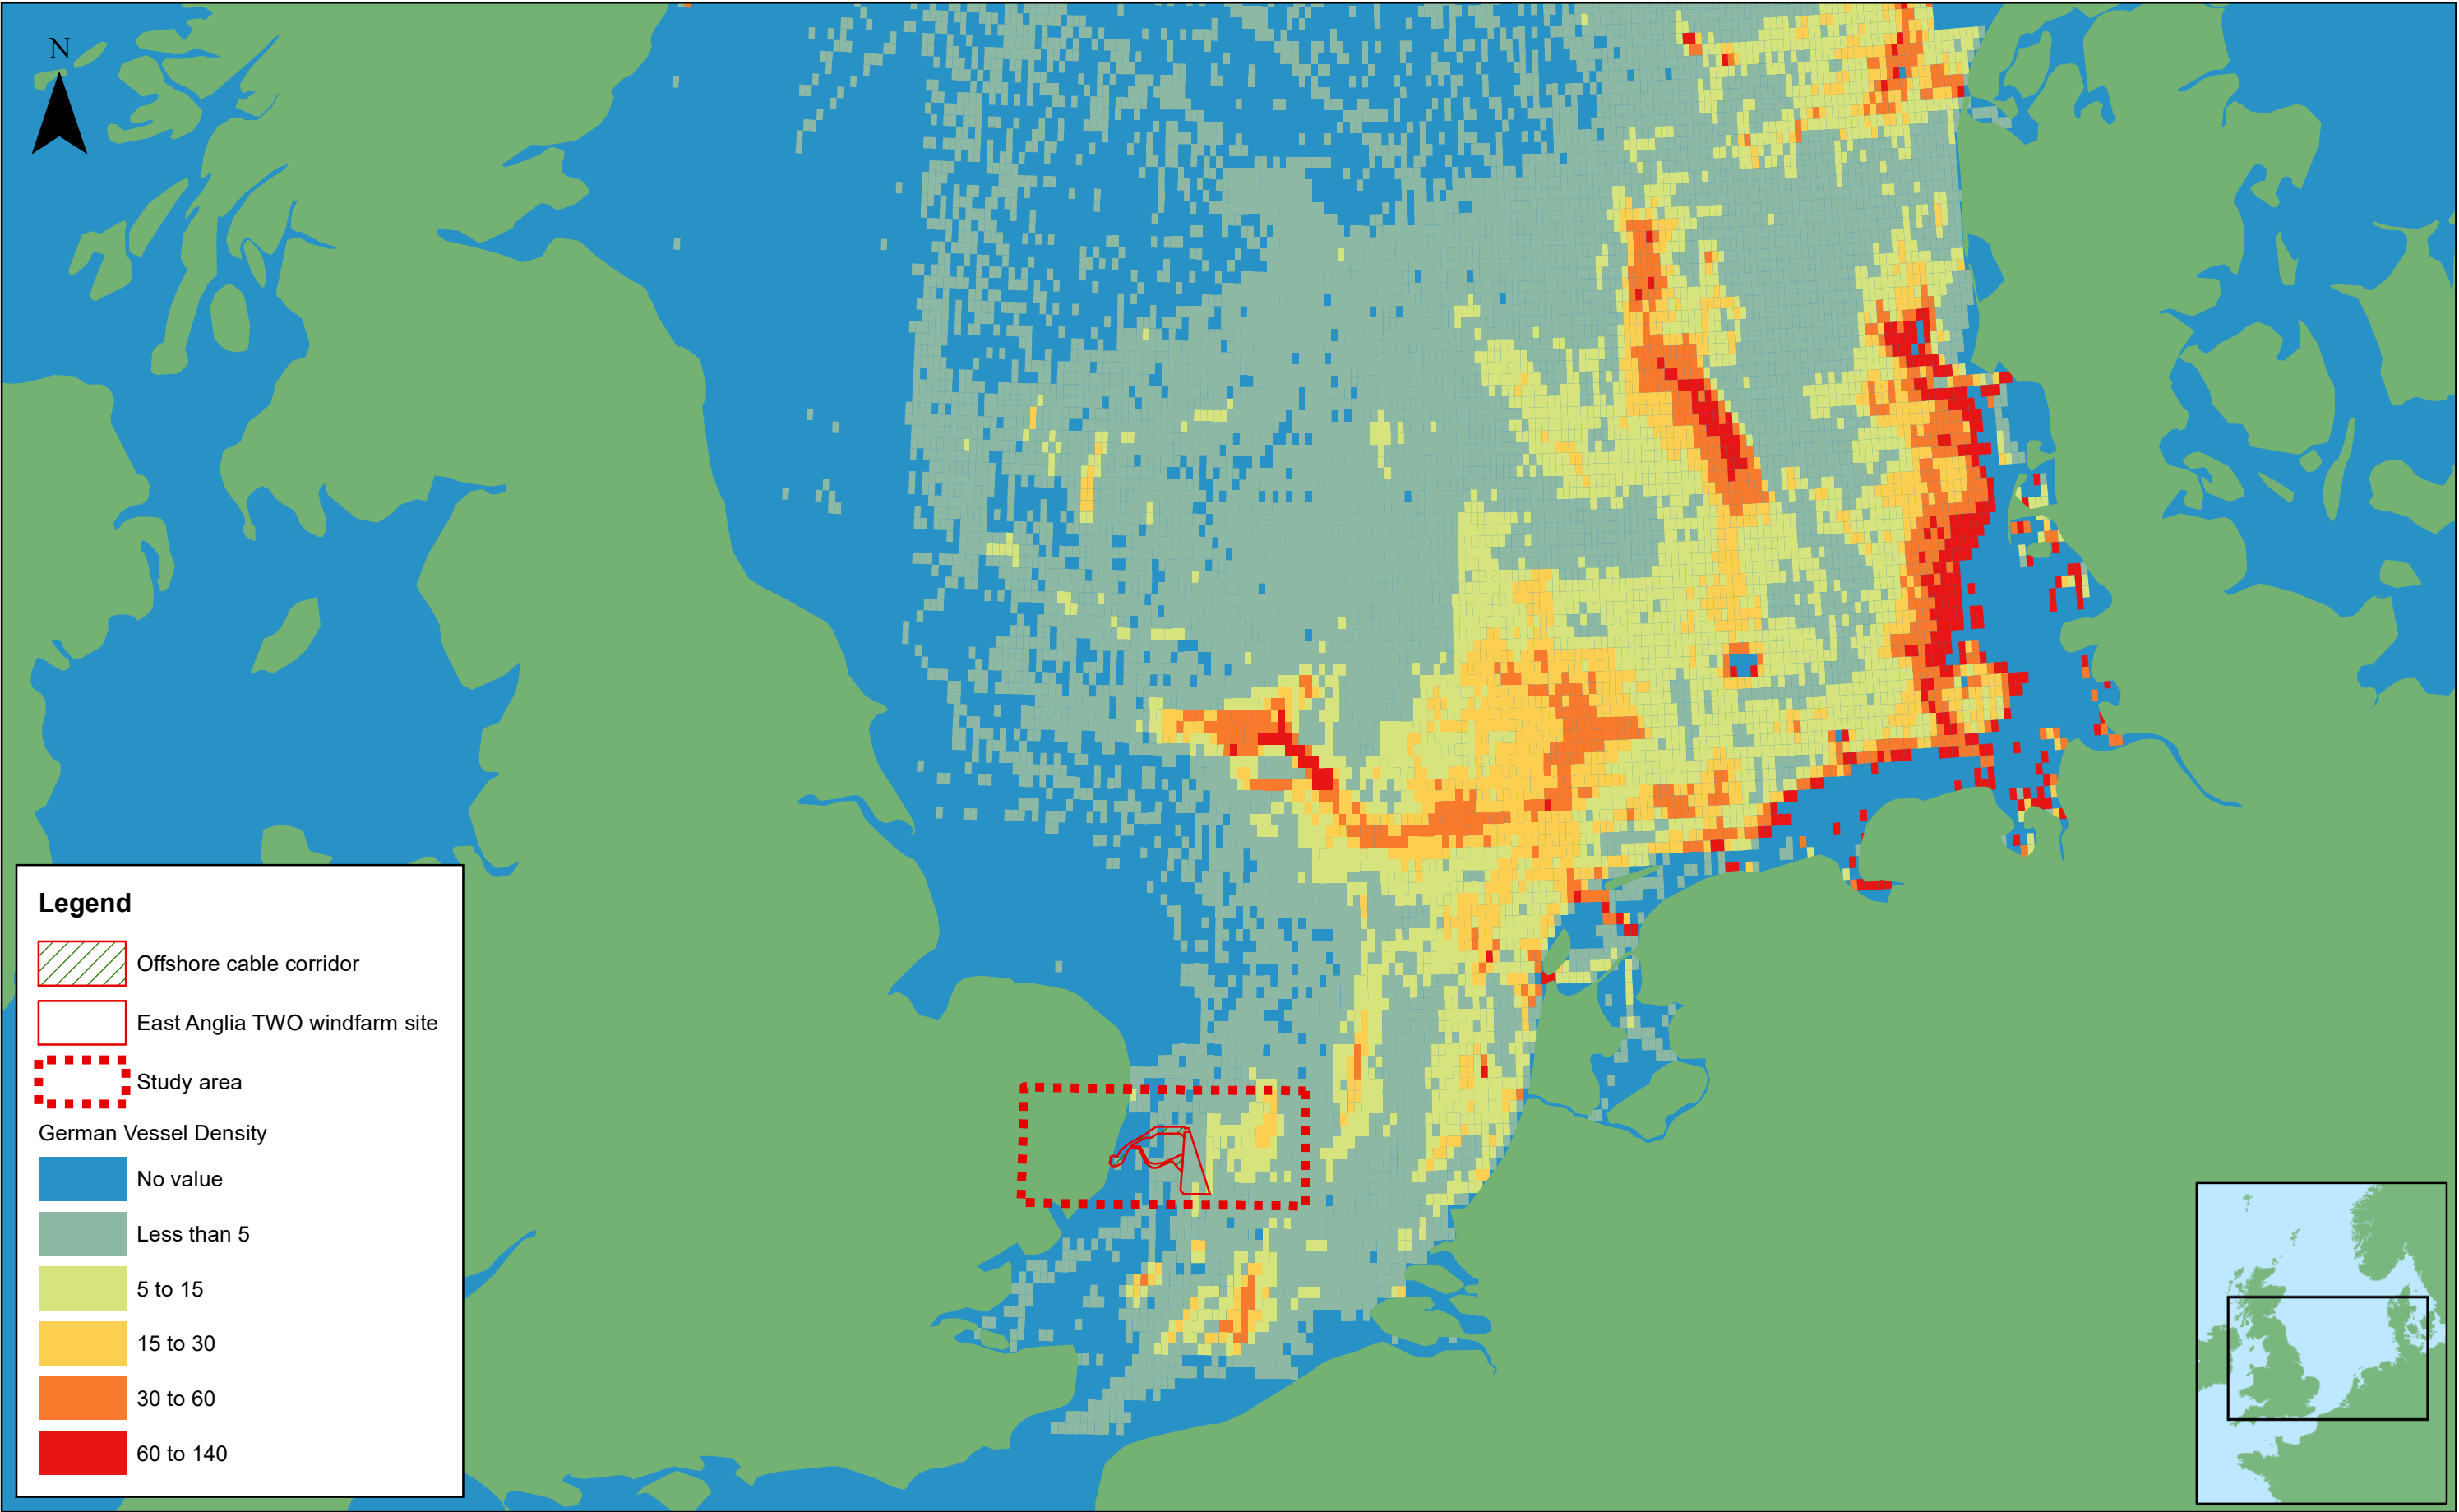 N
Legend
Offshore cable corridor
East Anglia TWO windfarm site
Study area
German Vessel Density
No value
Less than 5
5 to 15
15 to 30
30 to 60
60 to 140